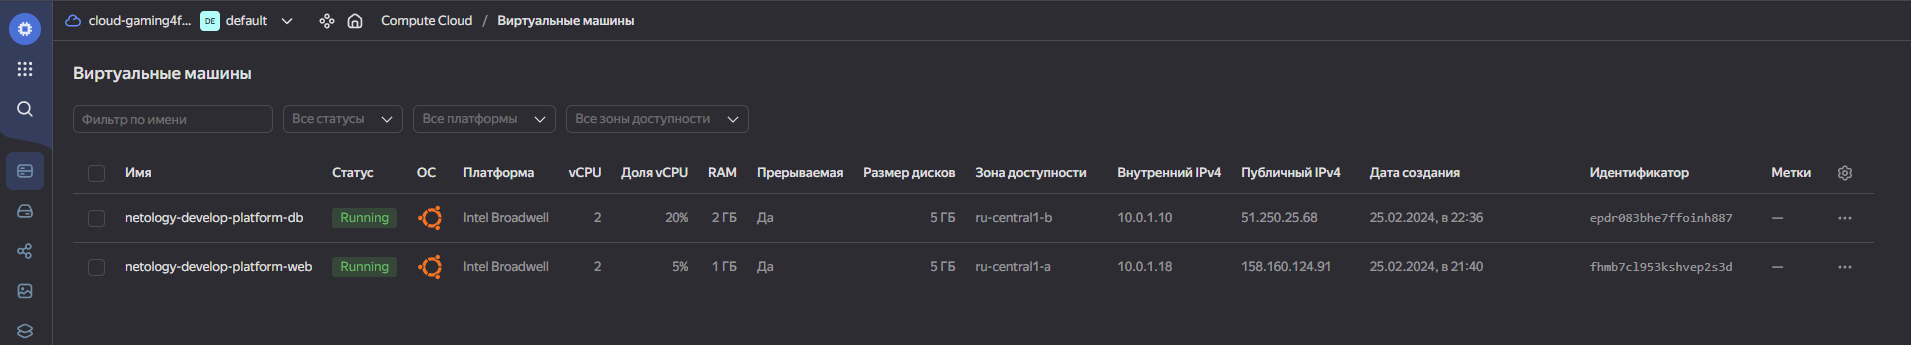 cloud-gaming4f... DE default Compute Cloud / Виртуальные машины
Виртуальные машины
Фильтр по имени Все статусы Все платформы Все зоны доступности
Имя Статус ОС Платформа vCPU Доля vCPU RAM Прерываемая Размер дисков Зона доступности Внутренний IPv4 Публичный IPv4 Дата создания Идентификатор Метки
netology-develop-platform-db Running Intel Broadwell 2 20% 2 ГБ Да 5 ГБ ru-central1-b 10.0.1.10 51.250.25.68 25.02.2024, в 22:36 epdr083bhe7ffoinh887 —
netology-develop-platform-web Running Intel Broadwell 2 5% 1 ГБ Да 5 ГБ ru-central1-a 10.0.1.18 158.160.124.91 25.02.2024, в 21:40 fhmb7cl953kshvep2s3d —